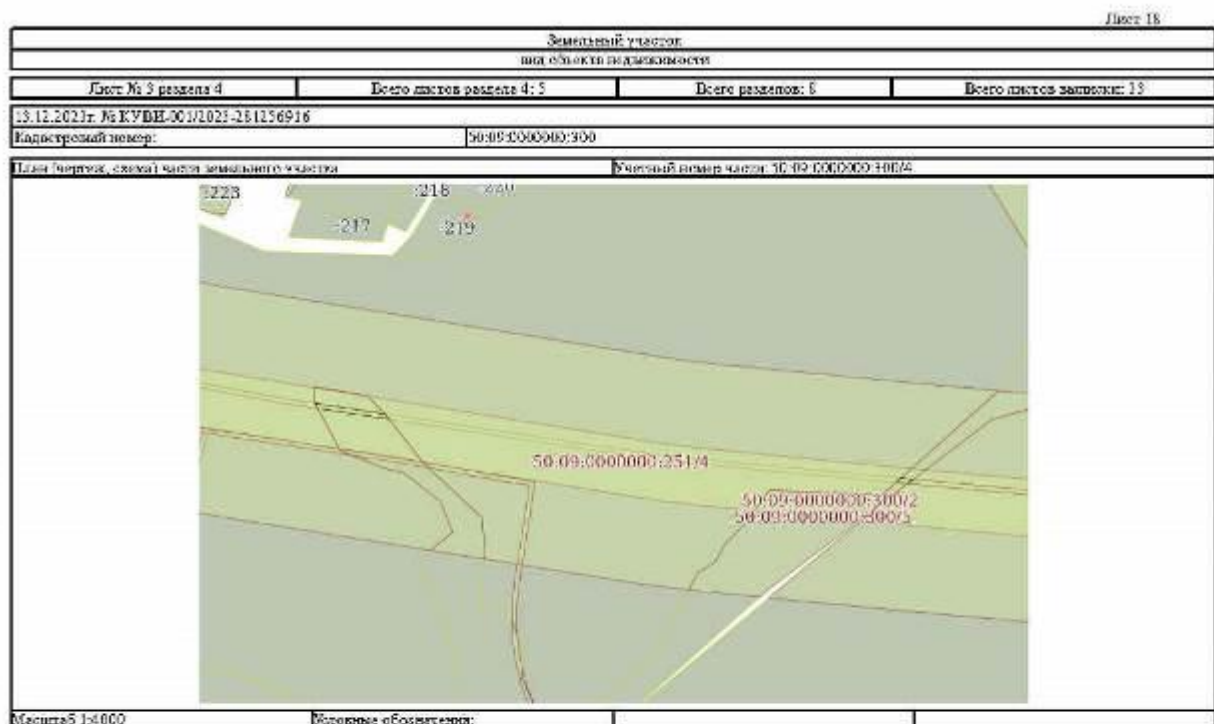 Лист 18
Земельный участок
вид объекта недвижимости
Лист № 3 раздела 4 Всего листов раздела 4: 5 Всего разделов: 8 Всего листов выписки: 13
13.12.2023г. № КУВИ-001/2023-281256916
Кадастровый номер: 50:09:0000000:300
План (чертеж, схема) части земельного участка Учетный номер части: 50:09:0000000:300/4
:223 :218 :220
:217 :219
50:09:0000000:251/4
50:09:0000000:300/2
50:09:0000000:300/5
Масштаб 1:4000 Условные обозначения: